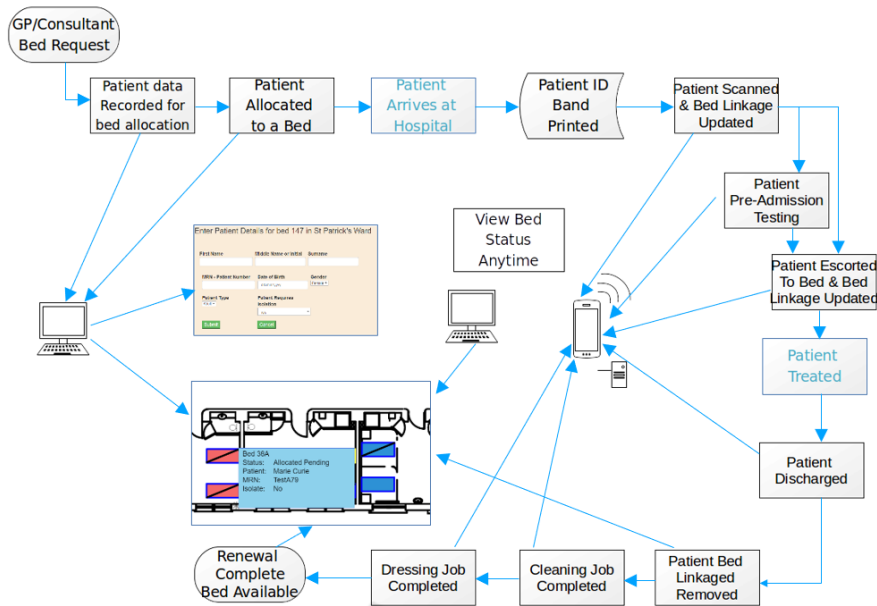 GP/Consultant
Bed Request
Patient data
Recorded for
bed allocation
Patient
Allocated
to a Bed
Patient
Arrives at
Hospital
Patient ID
Band
Printed
Patient Scanned
& Bed Linkage
Updated
Patient
Pre-Admission
Testing
Enter Patient Details for bed 147 in St Patrick's Ward
First Name Middle Name or Initial Surname
MRN - Patient Number Date of Birth Gender
Patient Type Patient Requires
Isolation
Submit Cancel
View Bed
Status
Anytime
Patient Escorted
To Bed & Bed
Linkage Updated
Patient
Treated
Bed 36A
Status: Allocated Pending
Patient: Marie Curie
MRN: TestA79
Isolate: No
Patient
Discharged
Renewal
Complete
Bed Available
Dressing Job
Completed
Cleaning Job
Completed
Patient Bed
Linkaged
Removed